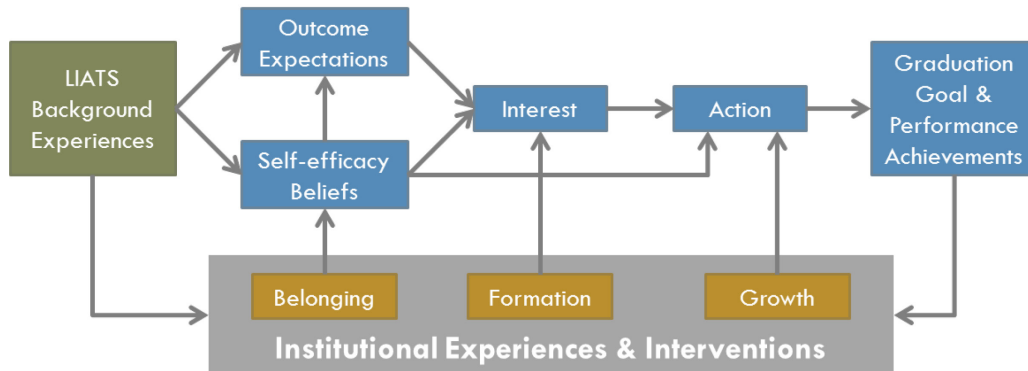 LIATS
Background
Experiences
Outcome
Expectations
Self-efficacy
Beliefs
Interest
Action
Graduation
Goal &
Performance
Achievements
Belonging
Formation
Growth
Institutional Experiences & Interventions